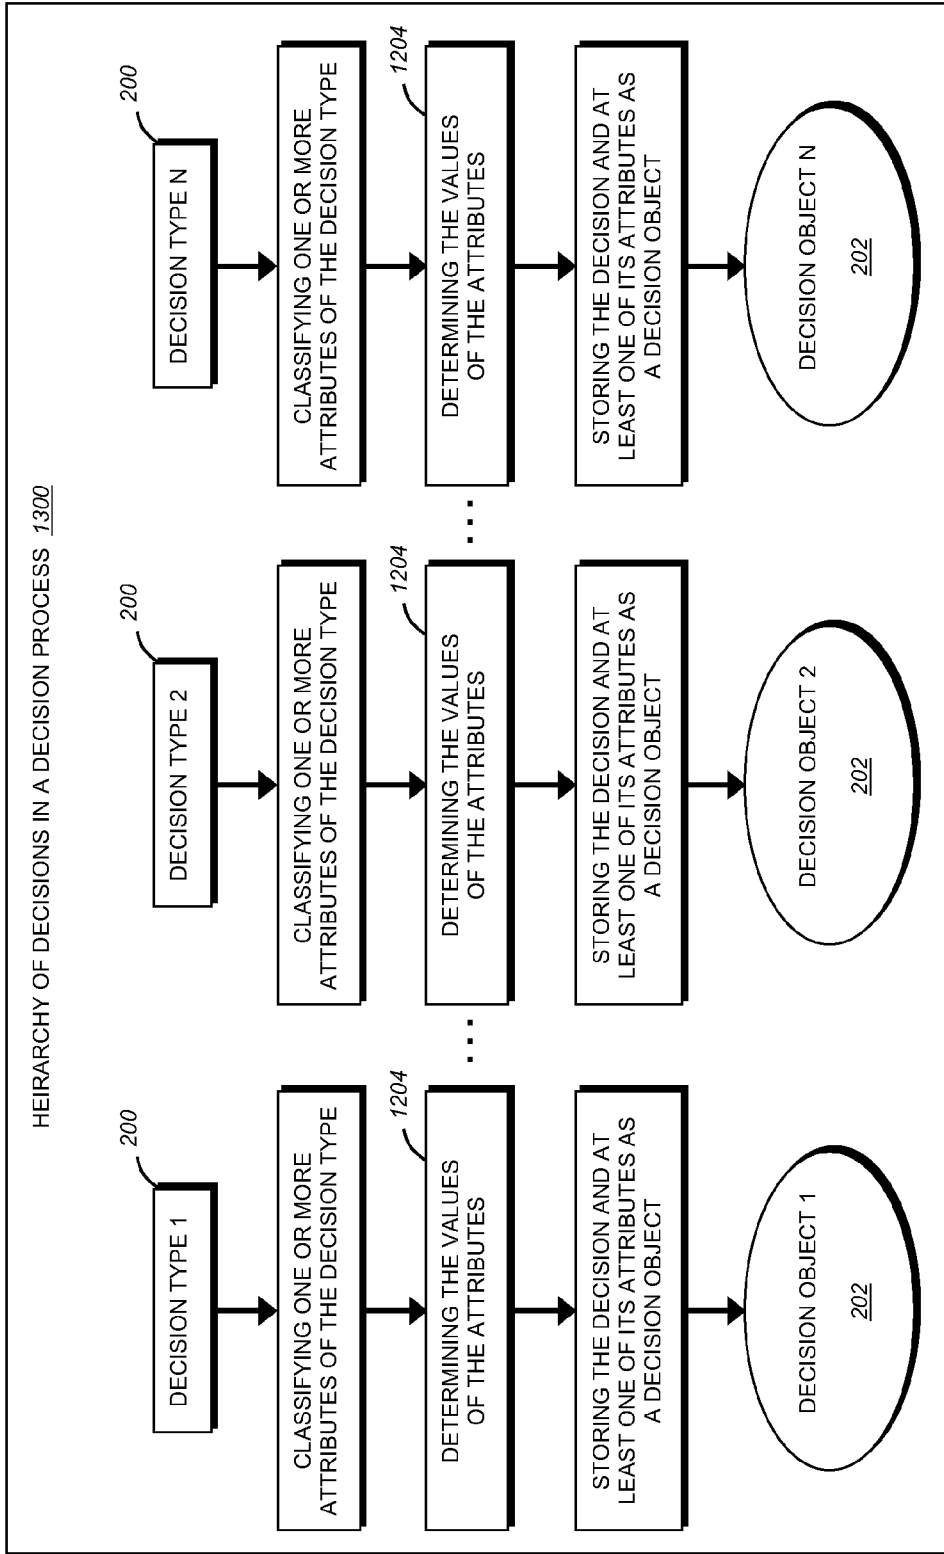 HEIRARCHY OF DECISIONS IN A DECISION PROCESS 1300
200
DECISION TYPE 1
CLASSIFYING ONE OR MORE
ATTRIBUTES OF THE DECISION TYPE
1204
DETERMINING THE VALUES
OF THE ATTRIBUTES
STORING THE DECISION AND AT
LEAST ONE OF ITS ATTRIBUTES AS
A DECISION OBJECT
DECISION OBJECT 1
202
...
200
DECISION TYPE 2
CLASSIFYING ONE OR MORE
ATTRIBUTES OF THE DECISION TYPE
1204
DETERMINING THE VALUES
OF THE ATTRIBUTES
STORING THE DECISION AND AT
LEAST ONE OF ITS ATTRIBUTES AS
A DECISION OBJECT
DECISION OBJECT 2
202
...
200
DECISION TYPE N
CLASSIFYING ONE OR MORE
ATTRIBUTES OF THE DECISION TYPE
1204
DETERMINING THE VALUES
OF THE ATTRIBUTES
STORING THE DECISION AND AT
LEAST ONE OF ITS ATTRIBUTES AS
A DECISION OBJECT
DECISION OBJECT N
202